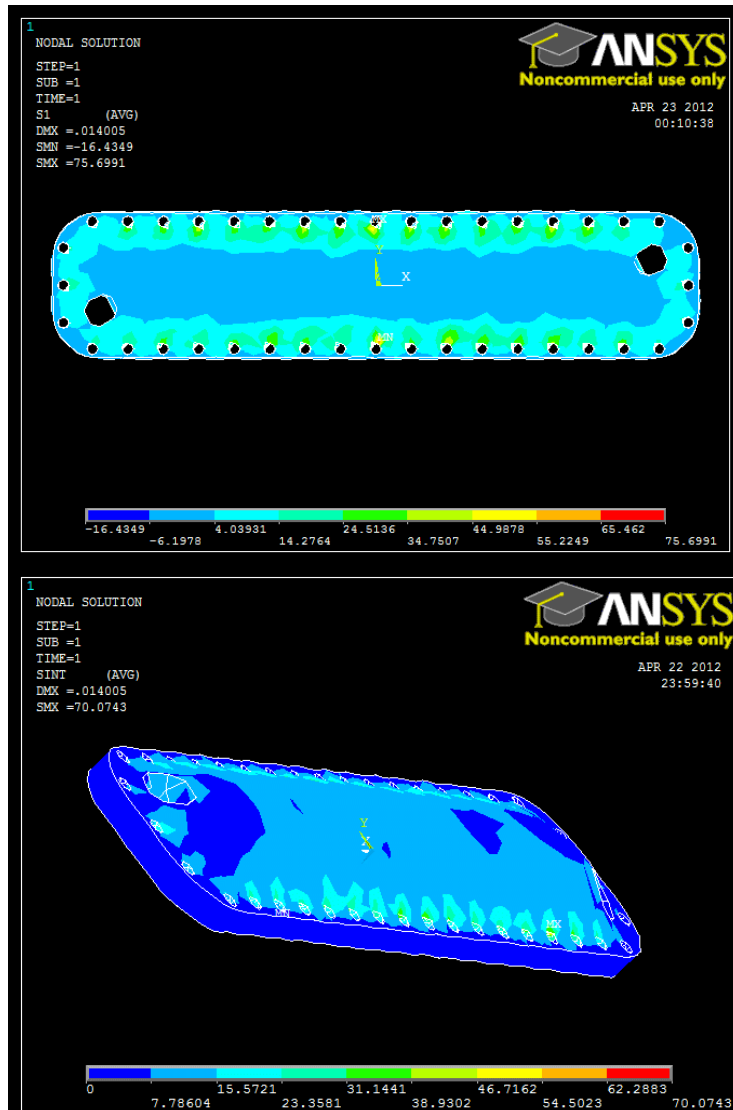 1
NODAL SOLUTION
STEP=1
SUB =1
TIME=1
S1 (AVG)
DMX =.014005
SMN =-16.4349
SMX =75.6991
ANSYS
Noncommercial use only
APR 23 2012
00:10:38
MX
Y
X
MN
-16.4349 4.03931 24.5136 44.9878 65.462
-6.1978 14.2764 34.7507 55.2249 75.6991
1
NODAL SOLUTION
STEP=1
SUB =1
TIME=1
SINT (AVG)
DMX =.014005
SMX =70.0743
ANSYS
Noncommercial use only
APR 22 2012
23:59:40
Y
X
MN
MX
0 15.5721 31.1441 46.7162 62.2883
7.78604 23.3581 38.9302 54.5023 70.0743